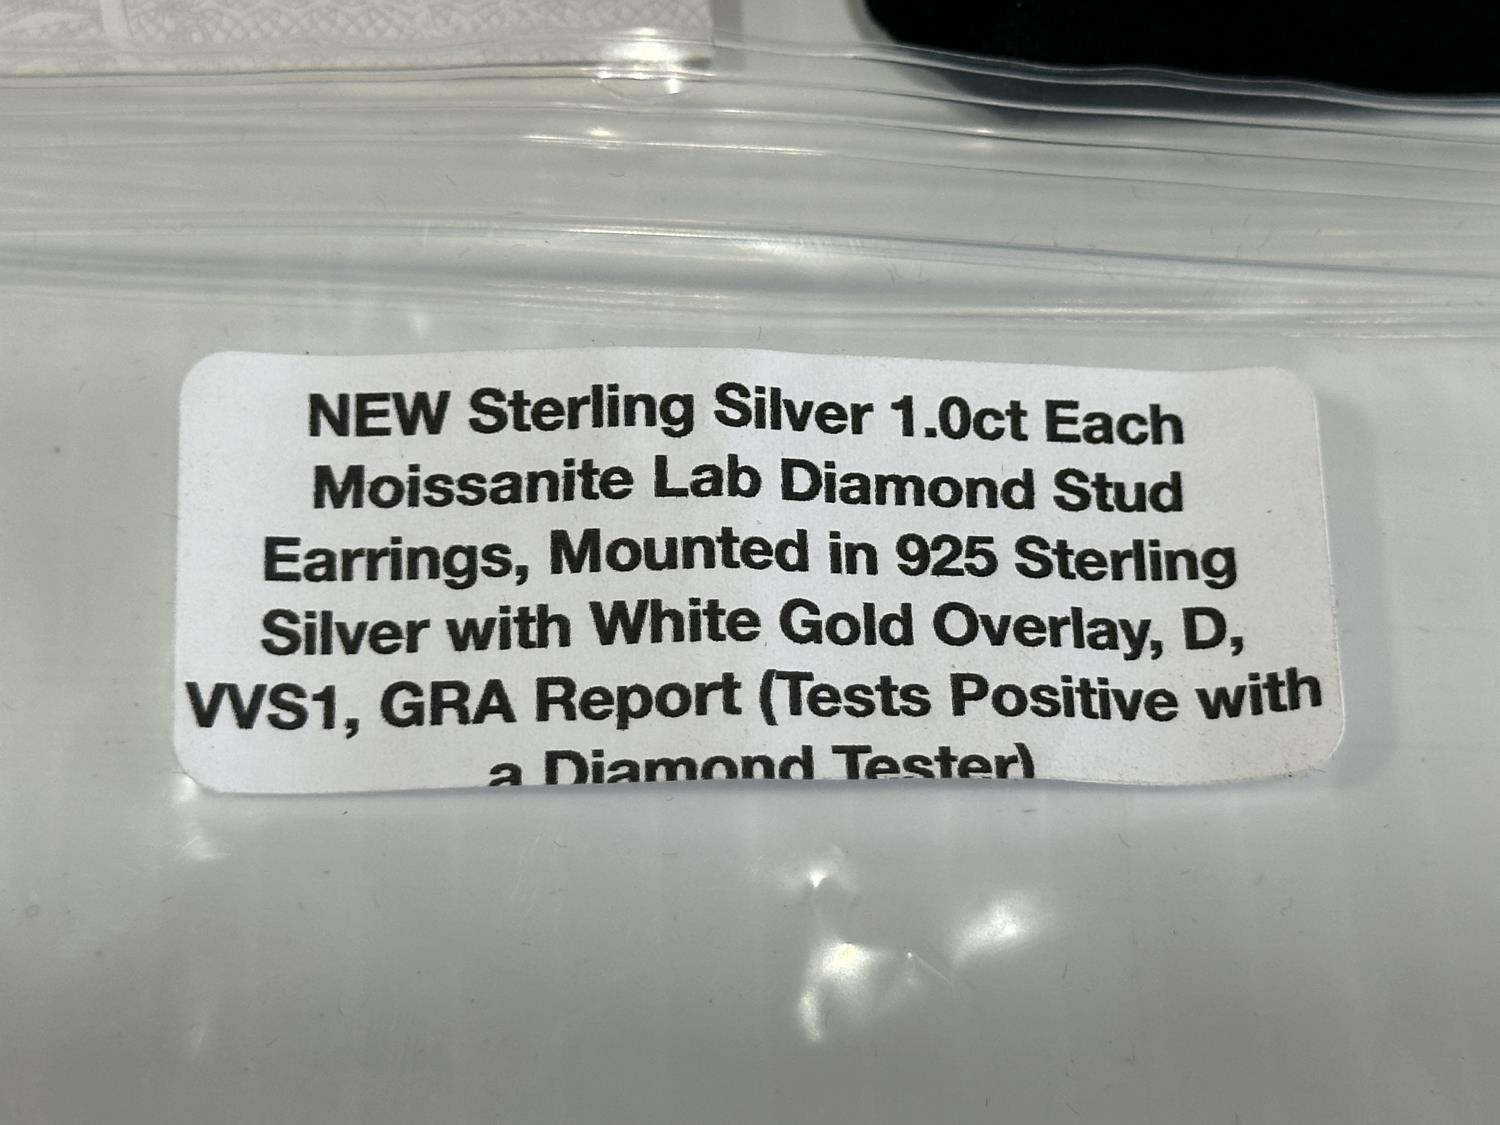 NEW Sterling Silver 1.0ct Each
Moissanite Lab Diamond Stud
Earrings, Mounted in 925 Sterling
Silver with White Gold Overlay, D,
VVS1, GRA Report (Tests Positive with
a Diamond Tester)